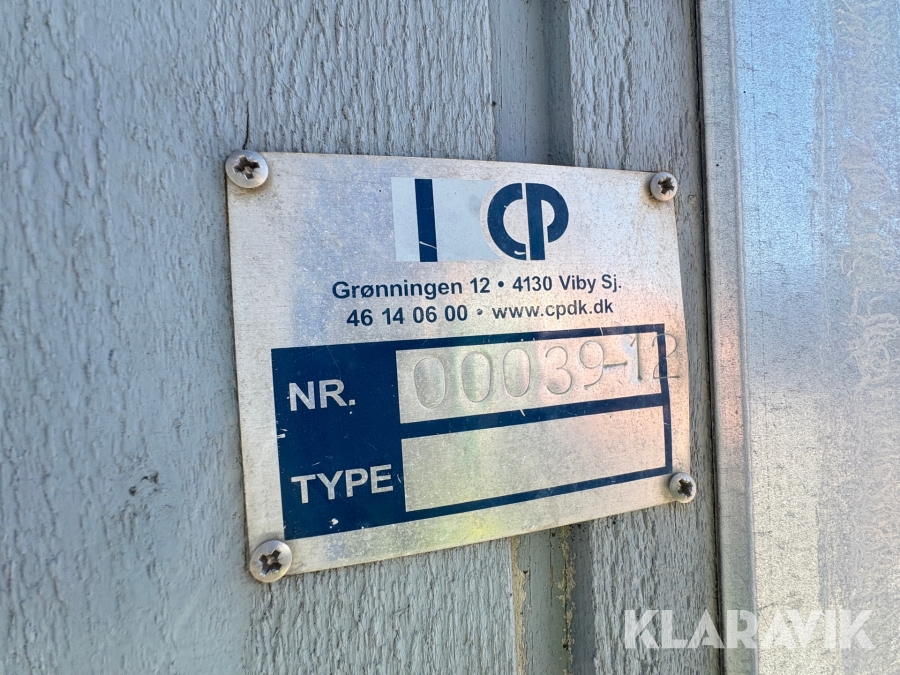 I CP
Grønningen 12 • 4130 Viby Sj.
46 14 06 00 • www.cpdk.dk
NR. 00039-12
TYPE
KLARAVIK